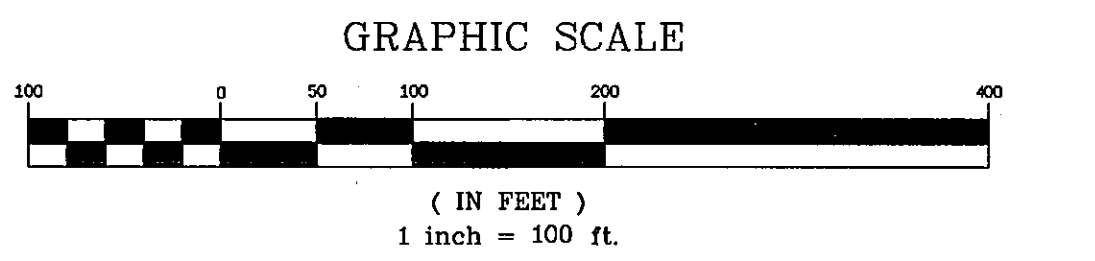 GRAPHIC SCALE
100 0 50 100 200 400
( IN FEET )
1 inch = 100 ft.